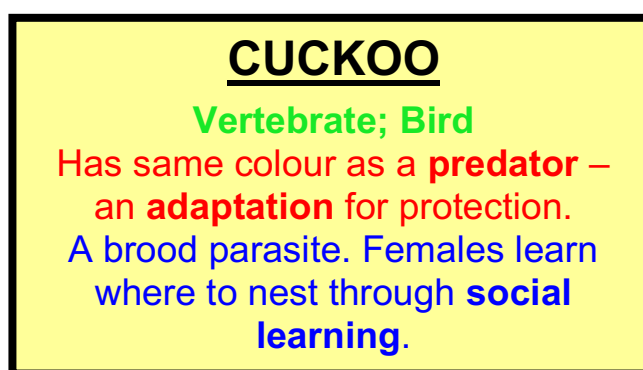 CUCKOO
Vertebrate; Bird
Has same colour as a predator –
an adaptation for protection.
A brood parasite. Females learn
where to nest through social
learning.